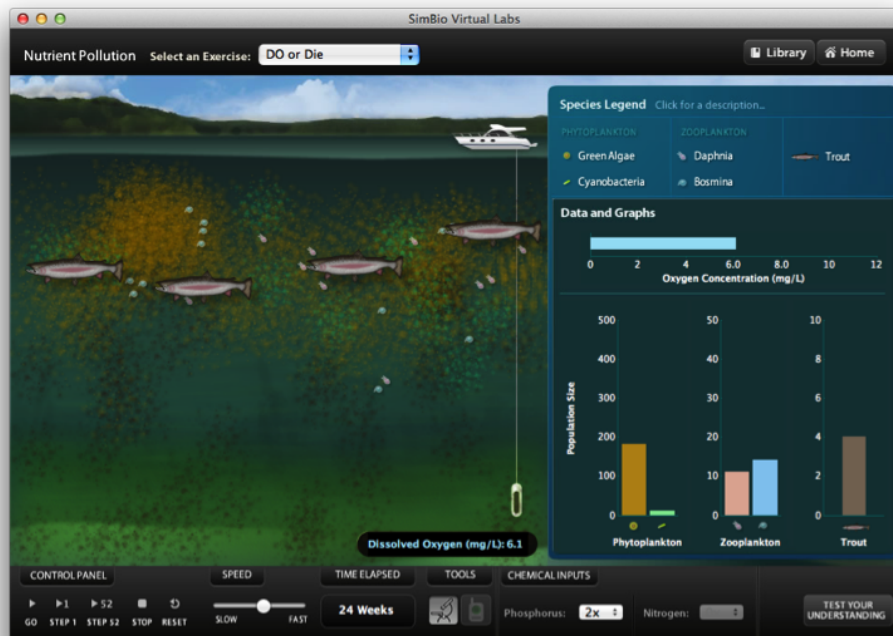 SimBio Virtual Labs
Nutrient Pollution Select an Exercise: DO or Die Library Home
Species Legend Click for a description...
PHYTOPLANKTON ZOOPLANKTON
Green Algae Daphnia Trout
Cyanobacteria Bosmina
Data and Graphs
0 2 4 6.0 8.0 10 12
Oxygen Concentration (mg/L)
500 50 10
400 40 8
300 30 6
200 20 4
100 10 2
0 0 0
Population Size
Phytoplankton Zooplankton Trout
Dissolved Oxygen (mg/L): 6.1
CONTROL PANEL SPEED TIME ELAPSED TOOLS CHEMICAL INPUTS
1 52
GO STEP 1 STEP 52 STOP RESET
SLOW FAST
24 Weeks
Phosphorus: 2x Nitrogen:
TEST YOUR
UNDERSTANDING